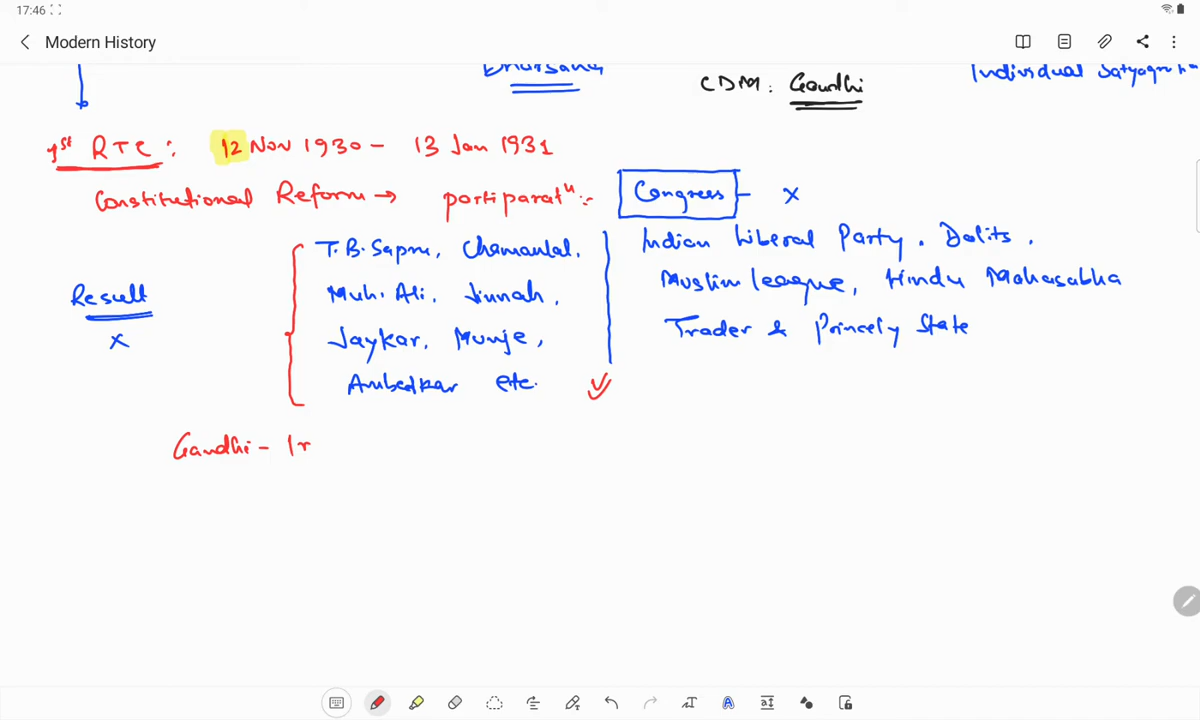 17:46
Modern History
Dharsana
CDM: Gandhi
Individual Satyagraha
1st RTC: 12 Nov 1930 - 13 Jan 1931
Constitutional Reform → portiparatⁿ :- Congress - x
T.B. Sapru, Chamanlal,
Muh. Ali, Jinnah,
Jaykar, Munje,
Ambedkar etc.
Indian Liberal Party, Dalits,
Muslim league, Hindu Mahasabha
Trader & Princely State
Result
x
Gandhi - Ir